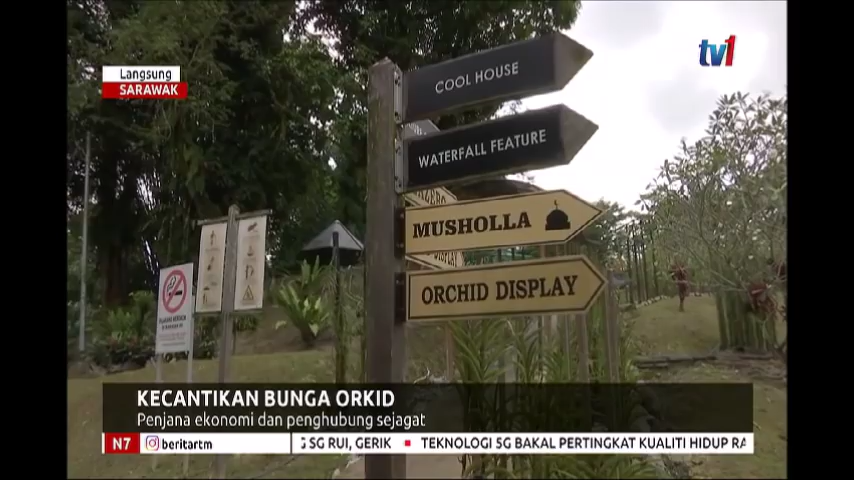 Langsung
SARAWAK
tv1
COOL HOUSE
WATERFALL FEATURE
MUSHOLLA
ORCHID DISPLAY
KECANTIKAN BUNGA ORKID
Penjana ekonomi dan penghubung sejagat
N7
beritartm
G SG RUI, GERIK
TEKNOLOGI 5G BAKAL PERTINGKAT KUALITI HIDUP RA